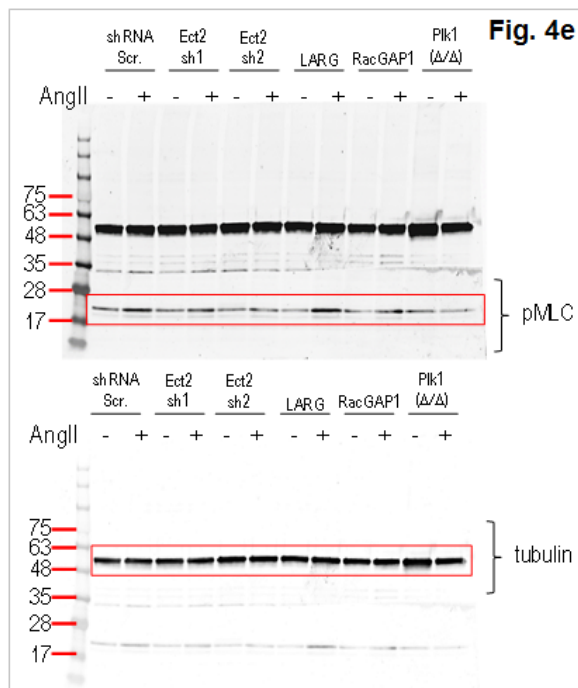 Fig. 4e
shRNA Scr. Ect2 sh1 Ect2 sh2 LARG RacGAP1 Plk1 (Δ/Δ)
AngII - + - + - + - + - + - +
75
63
48
35
28
17
pMLC
shRNA Scr. Ect2 sh1 Ect2 sh2 LARG RacGAP1 Plk1 (Δ/Δ)
AngII - + - + - + - + - + - +
75
63
48
35
28
17
tubulin